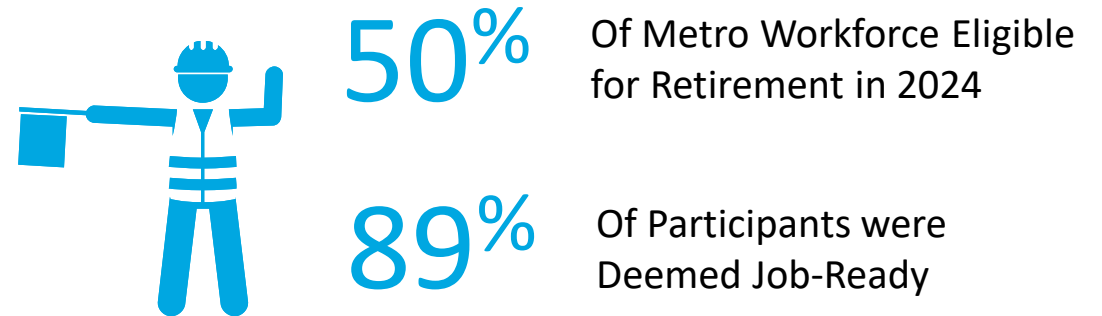 50%
Of Metro Workforce Eligible
for Retirement in 2024
89%
Of Participants were
Deemed Job-Ready